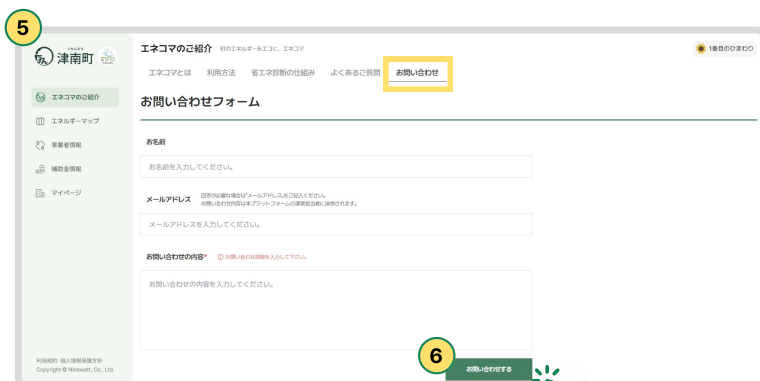 5
つなんまち
津南町
エネコマのご紹介 町のエネルギーをエコに、エネコマ
1番目のひまわり
エネコマとは 利用方法 省エネ診断の仕組み よくあるご質問 お問い合わせ
エネコマのご紹介
エネルギーマップ
事業者情報
補助金情報
マイページ
お問い合わせフォーム
お名前
お名前を入力してください。
メールアドレス 回答が必要な場合は「メールアドレス」をご記入ください。
お問い合わせ内容は本プラットフォームの運営担当者に送信されます。
メールアドレスを入力してください。
お問い合わせの内容* お問い合わせ詳細を入力して下さい。
お問い合わせの内容を入力してください。
6
お問い合わせする
利用規約 個人情報保護方針
Copyright © Ninewatt. Co., Ltd.